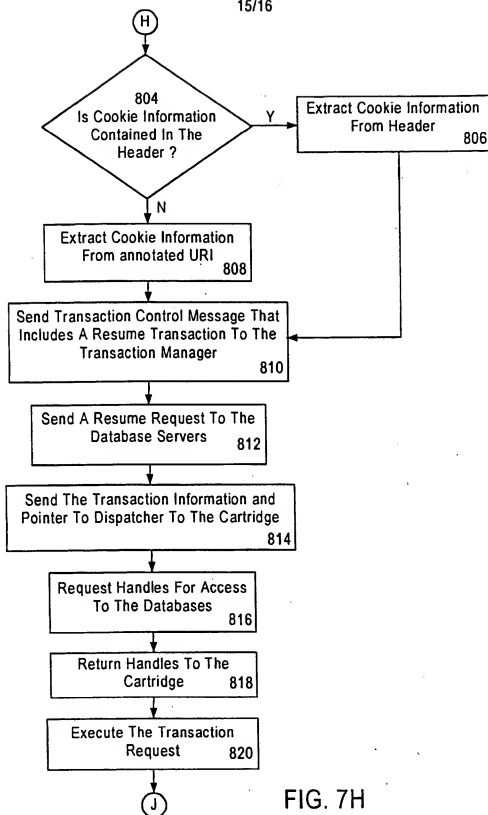 15/16
H
804
Is Cookie Information
Contained In The
Header ?
Y
Extract Cookie Information
From Header
806
N
Extract Cookie Information
From annotated URI
808
Send Transaction Control Message That
Includes A Resume Transaction To The
Transaction Manager
810
Send A Resume Request To The
Database Servers
812
Send The Transaction Information and
Pointer To Dispatcher To The Cartridge
814
Request Handles For Access
To The Databases
816
Return Handles To The
Cartridge
818
Execute The Transaction
Request
820
J
FIG. 7H